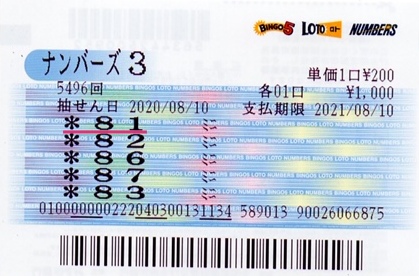 BINGO5 LOTO ロト NUMBERS
ナンバーズ3
単価1口¥200
5496回 各01口 ¥1,000
抽せん日 2020/08/10 支払期限 2021/08/10
*81
*82
*86
*87
*83
010000000222040300131134 589013 90026066875